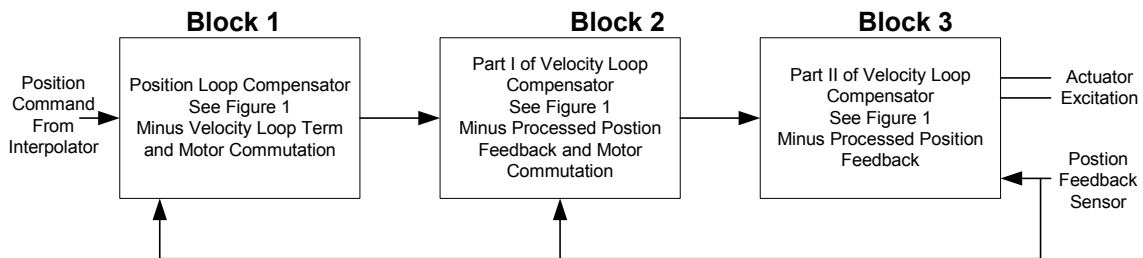 Block 1
Block 2
Block 3
Position
Command
From
Interpolator
Position Loop Compensator
See Figure 1
Minus Velocity Loop Term
and Motor Commutation
Part I of Velocity Loop
Compensator
See Figure 1
Minus Processed Postion
Feedback and Motor
Commutation
Part II of Velocity Loop
Compensator
See Figure 1
Minus Processed Position
Feedback
Actuator
Excitation
Postion
Feedback
Sensor